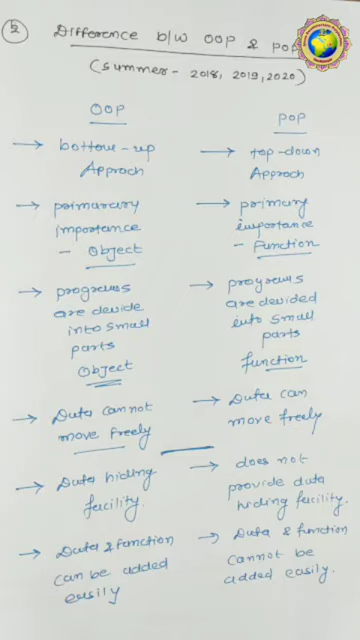 2
Difference b/w OOP & POP
(Summer - 2018, 2019, 2020)
OOP
→ bottom-up
Approch
→ primarary
importance
- Object
→ programs
are devide
into small
parts
Object
→ Data cannot
move freely
→ Data hiding
facility.
→ Data & function
can be added
easily
POP
→ top-down
Approch
→ primary
importance
- Function
→ programs
are devided
into small
parts
function
→ Data can
move freely
→ does not
provide data
hiding facility.
→ Data & function
cannot be
added easily.